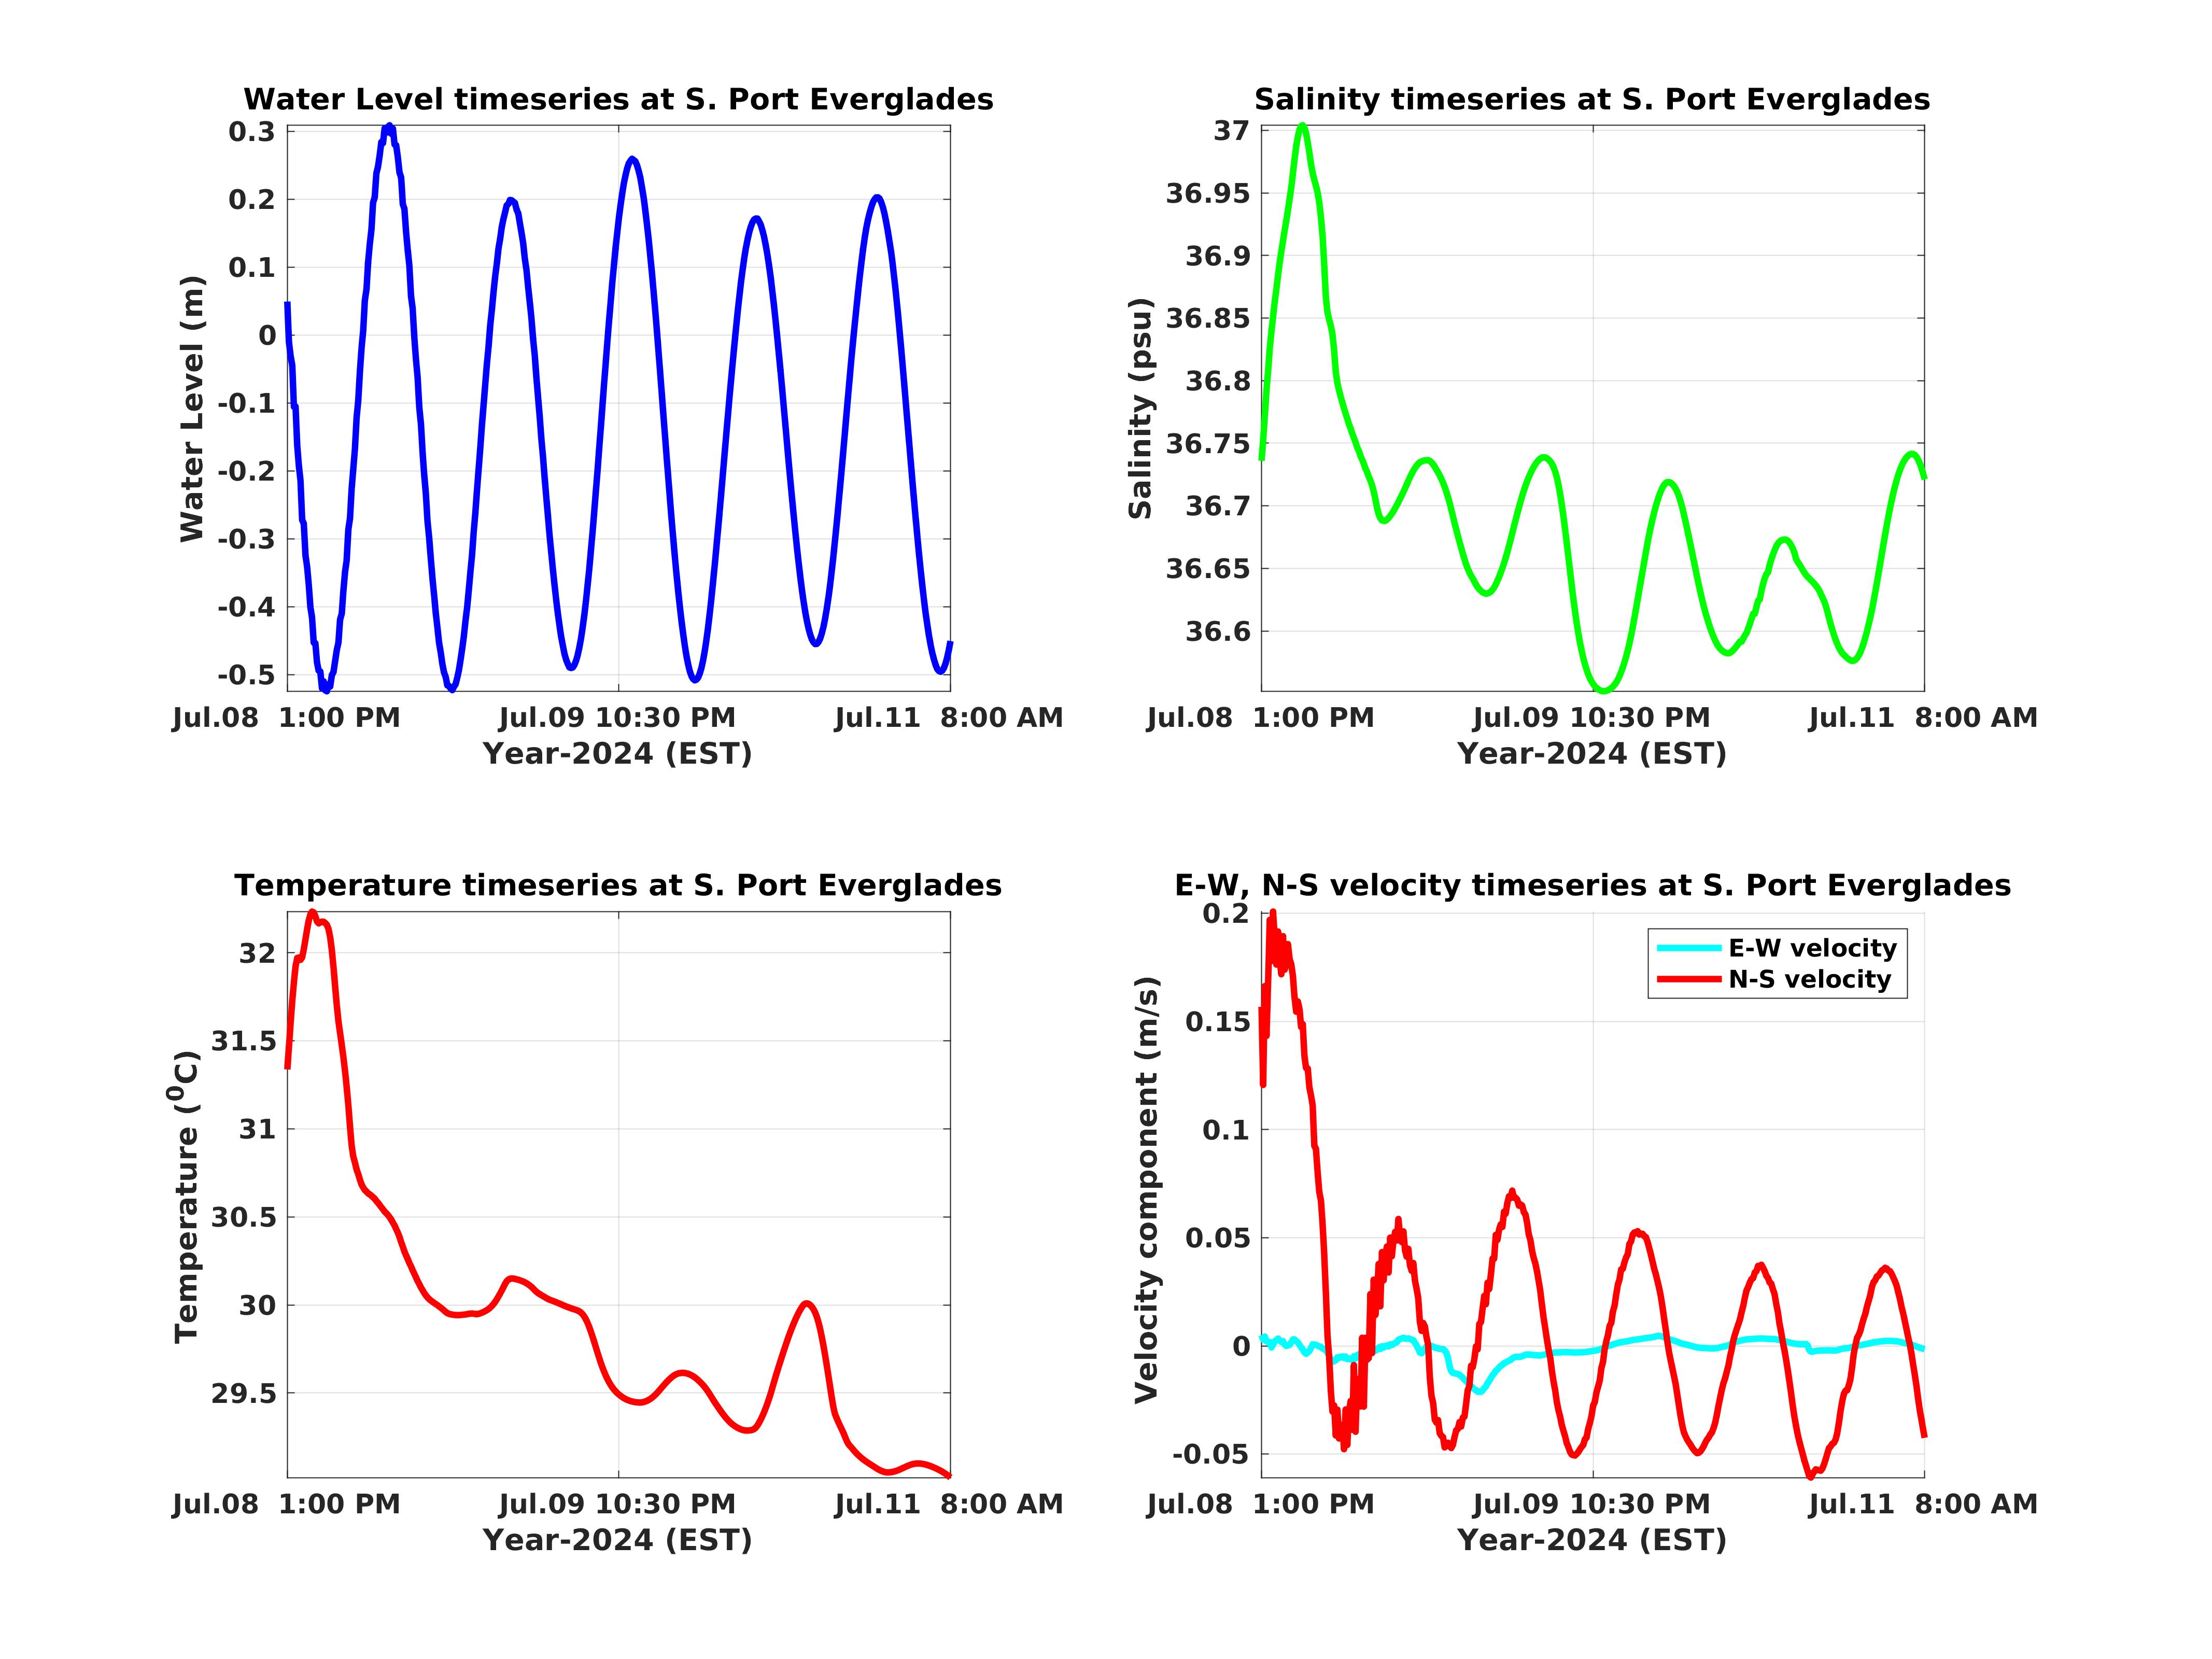 Water Level timeseries at S. Port Everglades
Water Level (m)
0.3
0.2
0.1
0
-0.1
-0.2
-0.3
-0.4
-0.5
Jul.08 1:00 PM
Jul.09 10:30 PM
Jul.11 8:00 AM
Year-2024 (EST)
Salinity timeseries at S. Port Everglades
Salinity (psu)
37
36.95
36.9
36.85
36.8
36.75
36.7
36.65
36.6
Jul.08 1:00 PM
Jul.09 10:30 PM
Jul.11 8:00 AM
Year-2024 (EST)
Temperature timeseries at S. Port Everglades
Temperature (⁰C)
32
31.5
31
30.5
30
29.5
Jul.08 1:00 PM
Jul.09 10:30 PM
Jul.11 8:00 AM
Year-2024 (EST)
E-W, N-S velocity timeseries at S. Port Everglades
Velocity component (m/s)
0.2
0.15
0.1
0.05
0
-0.05
E-W velocity
N-S velocity
Jul.08 1:00 PM
Jul.09 10:30 PM
Jul.11 8:00 AM
Year-2024 (EST)